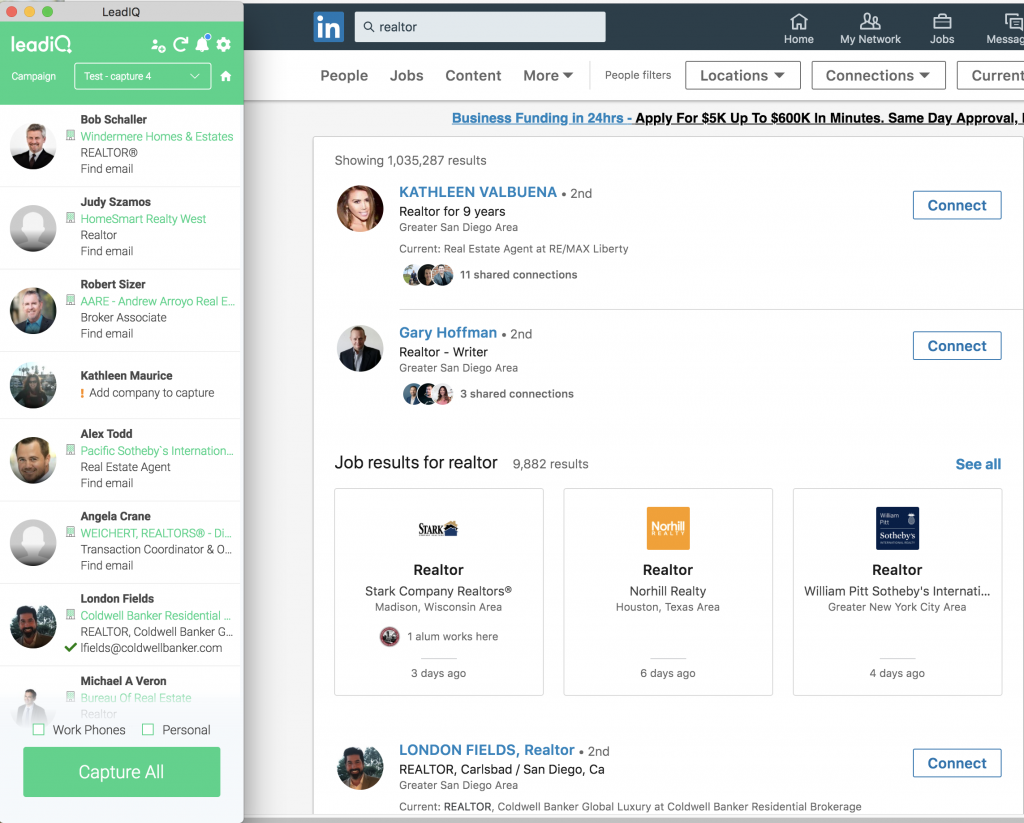 LeadIQ
leadiQ
Campaign
Test - capture 4
Bob Schaller
Windermere Homes & Estates
REALTOR®
Find email
Judy Szamos
HomeSmart Realty West
Realtor
Find email
Robert Sizer
AARE - Andrew Arroyo Real E...
Broker Associate
Find email
Kathleen Maurice
! Add company to capture
Alex Todd
Pacific Sotheby`s Internation...
Real Estate Agent
Find email
Angela Crane
WEICHERT, REALTORS® - Di...
Transaction Coordinator & O...
Find email
London Fields
Coldwell Banker Residential ...
REALTOR, Coldwell Banker G...
lfields@coldwellbanker.com
Michael A Veron
Bureau Of Real Estate
Realtor
Work Phones
Personal
Capture All
in
realtor
Home
My Network
Jobs
Messag
People
Jobs
Content
More
People filters
Locations
Connections
Current
Business Funding in 24hrs - Apply For $5K Up To $600K In Minutes. Same Day Approval,
Showing 1,035,287 results
KATHLEEN VALBUENA • 2nd
Realtor for 9 years
Greater San Diego Area
Current: Real Estate Agent at RE/MAX Liberty
11 shared connections
Connect
Gary Hoffman • 2nd
Realtor - Writer
Greater San Diego Area
3 shared connections
Connect
Job results for realtor 9,882 results
See all
STARK
Realtor
Stark Company Realtors®
Madison, Wisconsin Area
1 alum works here
3 days ago
Norhill
REALTY
Realtor
Norhill Realty
Houston, Texas Area
6 days ago
William
Pitt
Sotheby's
INTERNATIONAL REALTY
Realtor
William Pitt Sotheby's Internati...
Greater New York City Area
4 days ago
LONDON FIELDS, Realtor • 2nd
REALTOR, Carlsbad / San Diego, Ca
Greater San Diego Area
Current: REALTOR, Coldwell Banker Global Luxury at Coldwell Banker Residential Brokerage
Connect